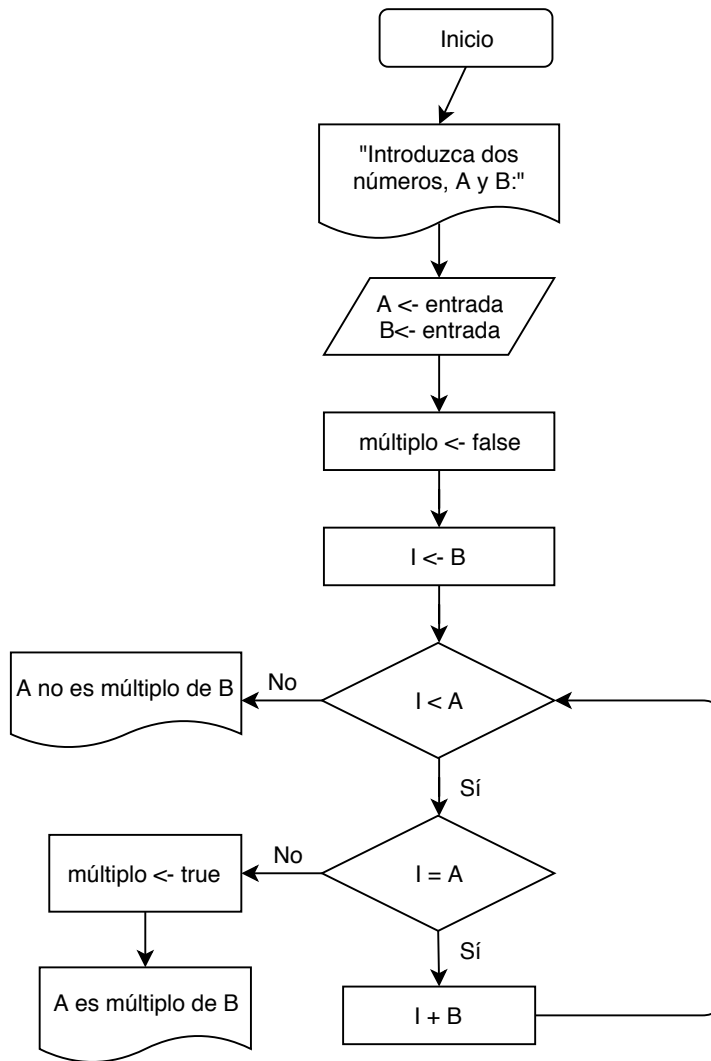 Inicio
"Introduzca dos
números, A y B:"
A <- entrada
B<- entrada
múltiplo <- false
I <- B
A no es múltiplo de B
No
I < A
Sí
múltiplo <- true
No
I = A
Sí
A es múltiplo de B
I + B